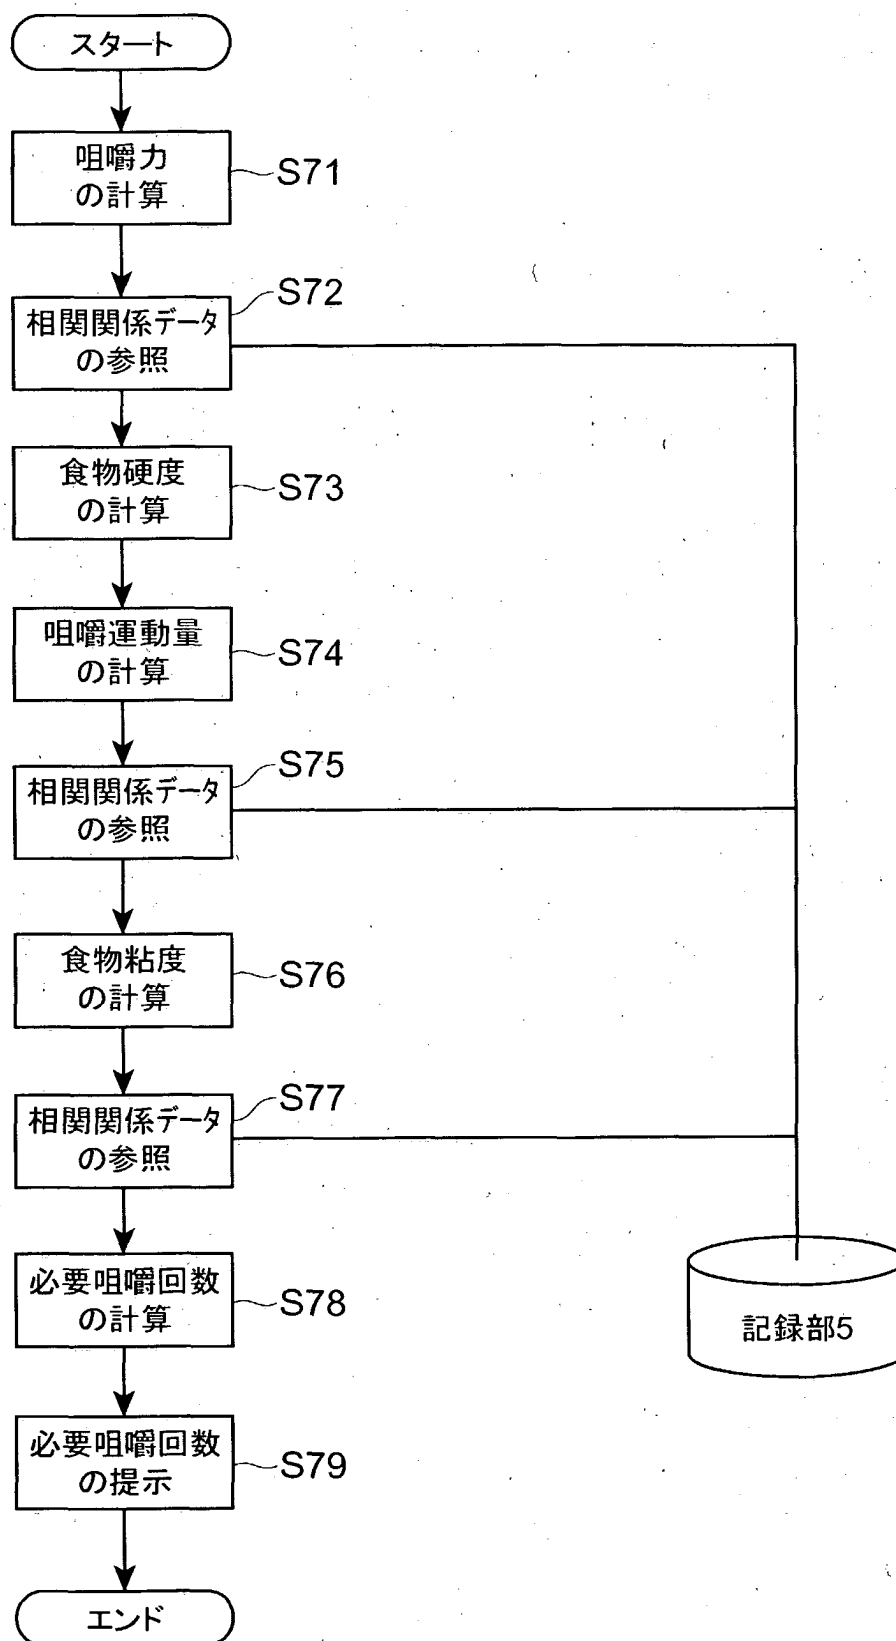 スタート
咀嚼力
の計算
S71
相関関係データ
の参照
S72
食物硬度
の計算
S73
咀嚼運動量
の計算
S74
相関関係データ
の参照
S75
食物粘度
の計算
S76
相関関係データ
の参照
S77
必要咀嚼回数
の計算
S78
記録部5
必要咀嚼回数
の提示
S79
エンド